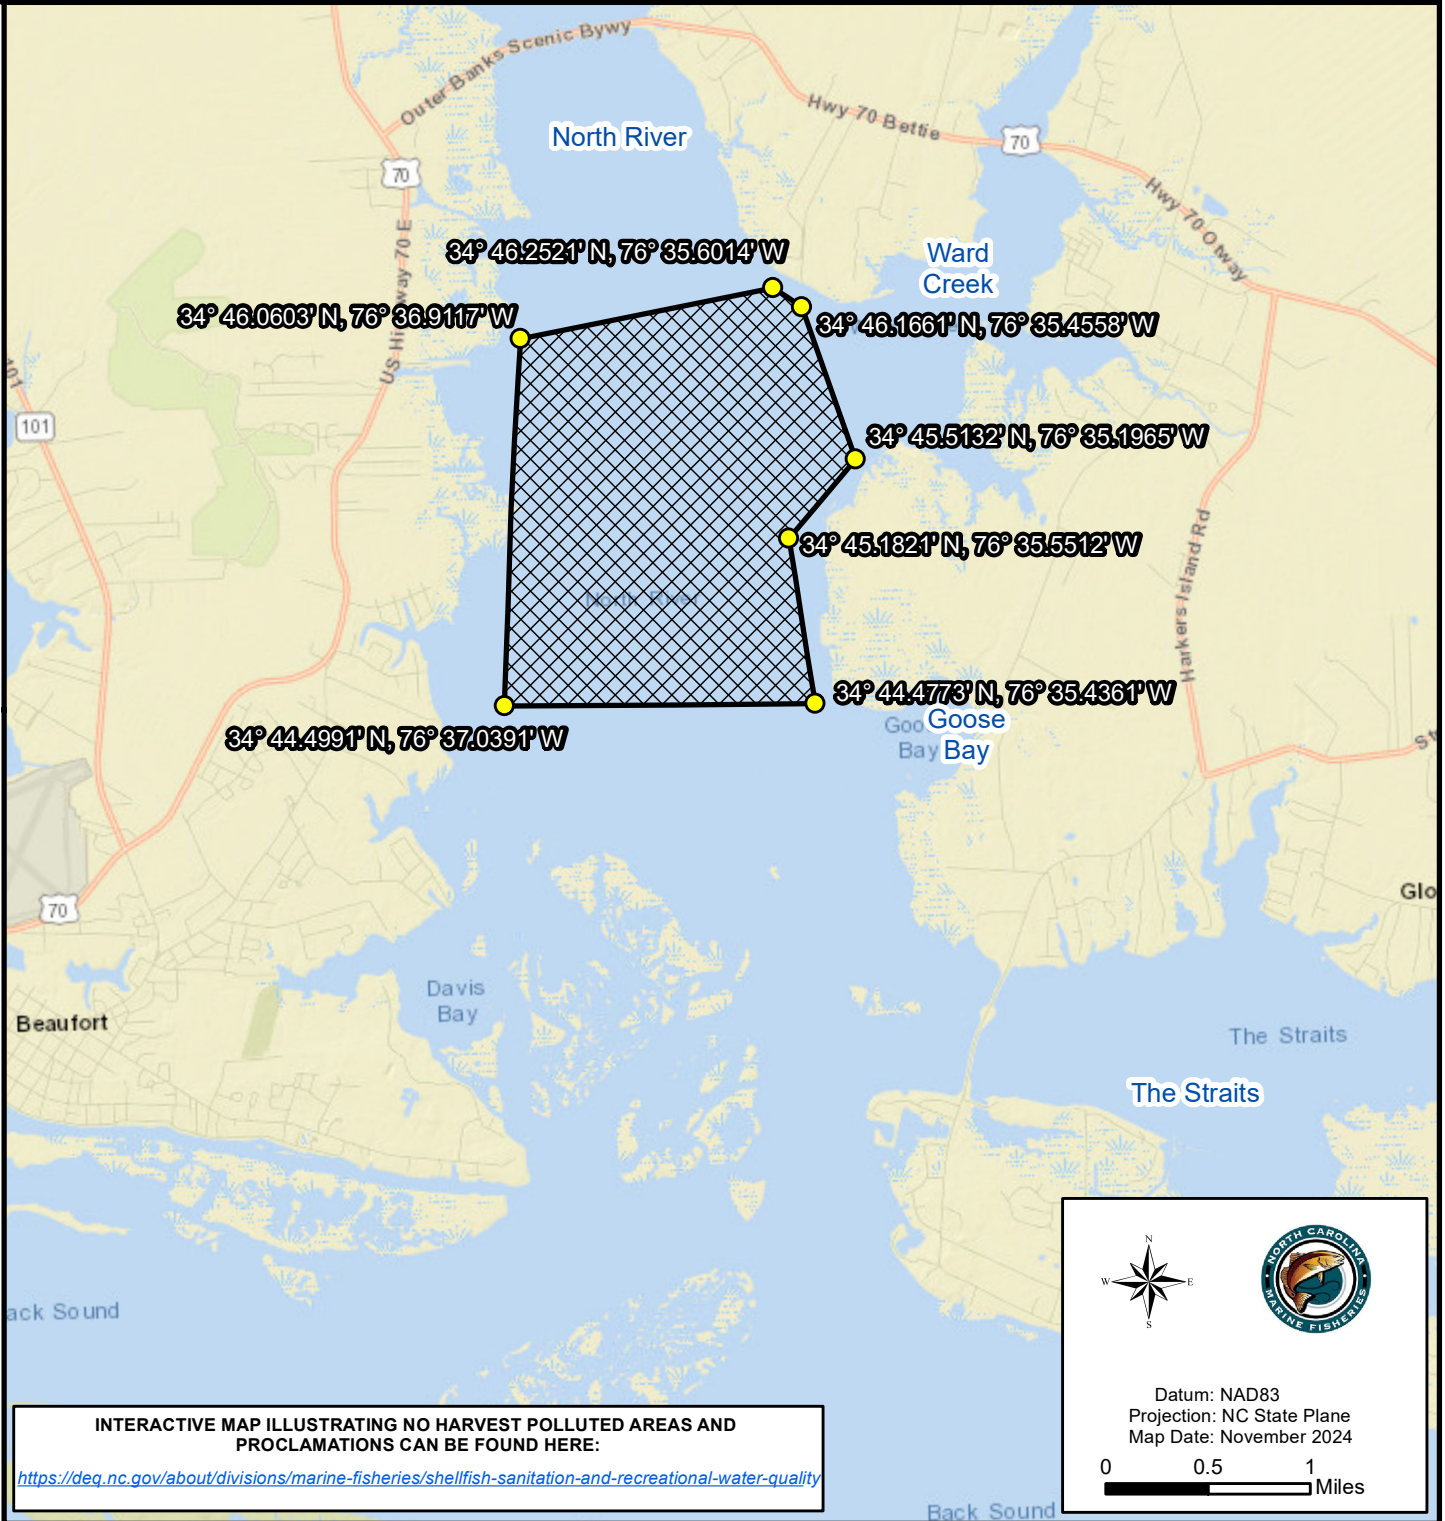 Outer Banks Scenic Bywy
North River
Hwy 70 Bettie
70
70
Hwy 70 Otway
US Highway 70 E
34° 46.2521' N, 76° 35.6014' W
Ward
Creek
34° 46.0603' N, 76° 36.9117' W
34° 46.1661' N, 76° 35.4558' W
101
101
34° 45.5132' N, 76° 35.1965' W
34° 45.1821' N, 76° 35.5512' W
Harkers Island Rd
North River
34° 44.4773' N, 76° 35.4361' W
34° 44.4991' N, 76° 37.0391' W
Goo
Bay
Goose
Bay
St
70
Glo
Davis
Bay
Beaufort
The Straits
The Straits
ack Sound
N
W E
S
NORTH CAROLINA
MARINE FISHERIES
Datum: NAD83
Projection: NC State Plane
Map Date: November 2024
0 0.5 1
Miles
INTERACTIVE MAP ILLUSTRATING NO HARVEST POLLUTED AREAS AND
PROCLAMATIONS CAN BE FOUND HERE:
https://deq.nc.gov/about/divisions/marine-fisheries/shellfish-sanitation-and-recreational-water-quality
Back Sound